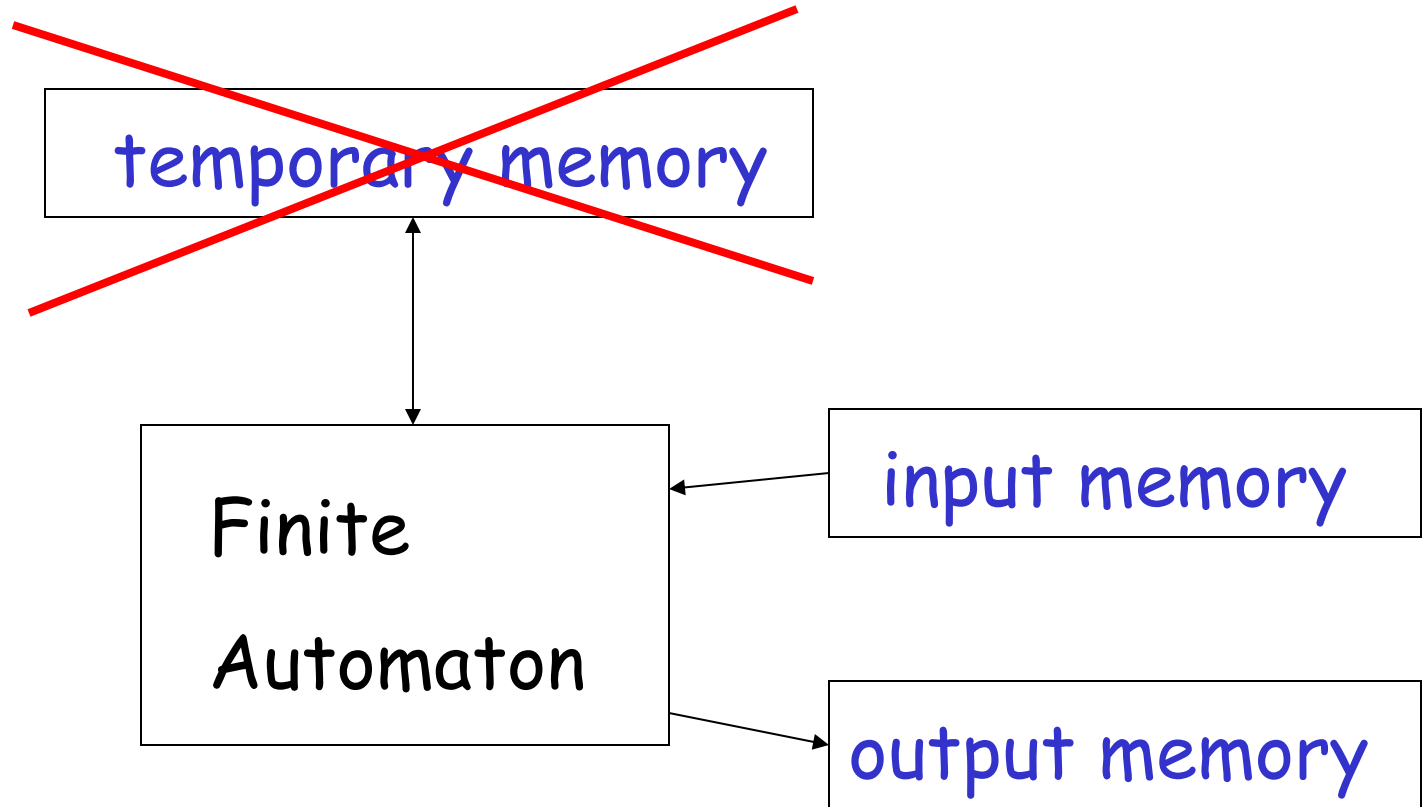 temporary memory
input memory
Finite
Automaton
output memory